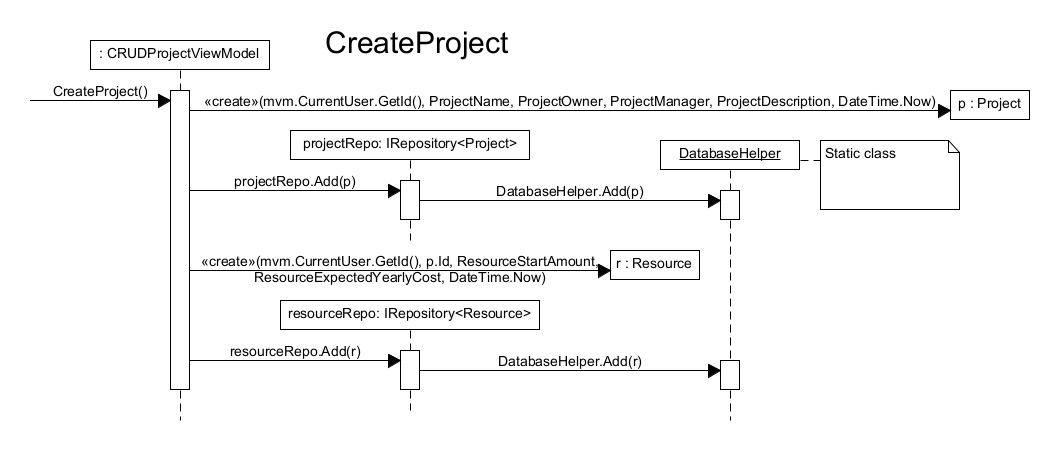 CreateProject
: CRUDProjectViewModel
CreateProject()
«create»(mvm.CurrentUser.GetId(), ProjectName, ProjectOwner, ProjectManager, ProjectDescription, DateTime.Now)
p : Project
projectRepo: IRepository<Project>
DatabaseHelper
Static class
projectRepo.Add(p)
DatabaseHelper.Add(p)
«create»(mvm.CurrentUser.GetId(), p.Id, ResourceStartAmount,
ResourceExpectedYearlyCost, DateTime.Now)
r : Resource
resourceRepo: IRepository<Resource>
resourceRepo.Add(r)
DatabaseHelper.Add(r)